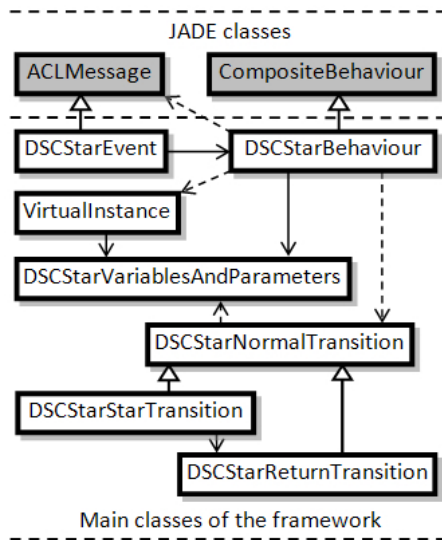 JADE classes
ACLMessage
CompositeBehaviour
DSCStarEvent
DSCStarBehaviour
VirtualInstance
DSCStarVariablesAndParameters
DSCStarNormalTransition
DSCStarStarTransition
DSCStarReturnTransition
Main classes of the framework